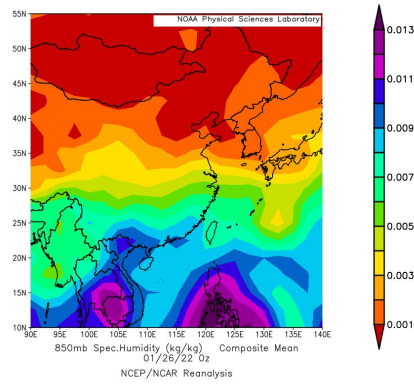 NOAA Physical Sciences Laboratory
55N
50N
45N
40N
35N
30N
25N
20N
15N
10N
90E 95E 100E 105E 110E 115E 120E 125E 130E 135E 140E
850mb Spec.Humidity (kg/kg) Composite Mean
01/26/22 0z
NCEP/NCAR Reanalysis
0.013
0.011
0.009
0.007
0.005
0.003
0.001